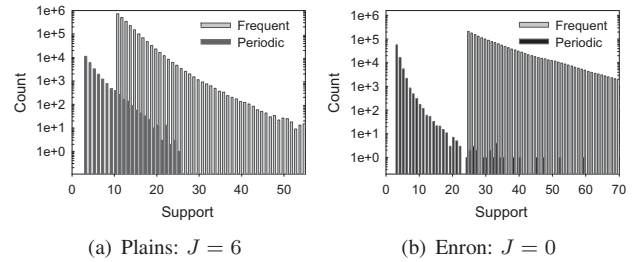 1e+6
1e+5
1e+4
1e+3
1e+2
1e+1
1e+0
Count
0 10 20 30 40 50
Support
Frequent
Periodic
(a) Plains: J = 6
1e+6
1e+5
1e+4
1e+3
1e+2
1e+1
1e+0
Count
0 10 20 30 40 50 60 70
Support
Frequent
Periodic
(b) Enron: J = 0